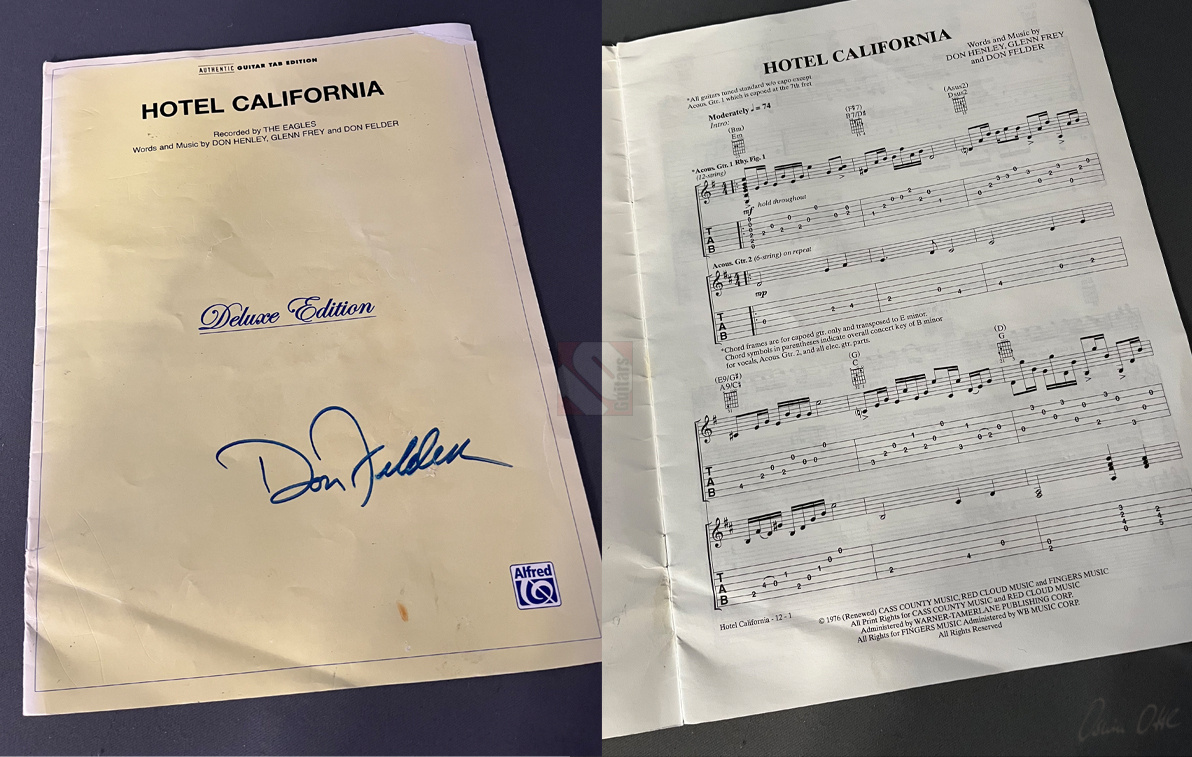 AUTHENTIC GUITAR TAB EDITION
HOTEL CALIFORNIA
Recorded by THE EAGLES
Words and Music by DON HENLEY, GLENN FREY and DON FELDER
Deluxe Edition
Don Felder
Alfred
HOTEL CALIFORNIA
Words and Music by
DON HENLEY, GLENN FREY
and DON FELDER
*All guitars tuned standard w/o capo except
Acous. Gtr. 1 which is capoed at the 7th fret
Moderately ♩ = 74
Intro:
(Bm)
Em
(F#7)
B7/D#
(Asus2)
Dsus2
*Acous. Gtr. 1 Rhy. Fig. 1
(12-string)
mf
hold throughout
TAB
Acous. Gtr. 2 (6-string) on repeat
mp
TAB
*Chord frames are for capoed gtr. only and transposed to E minor.
Chord symbols in parentheses indicate overall concert key of B minor
for vocals, Acous. Gtr. 2, and all elec. gtr. parts.
(E9/G#)
A9/C#
(G)
C
(D)
G
TAB
TAB
Hotel California - 12 - 1
© 1976 (Renewed) CASS COUNTY MUSIC, RED CLOUD MUSIC and FINGERS MUSIC
All Print Rights for CASS COUNTY MUSIC and RED CLOUD MUSIC
Administered by WARNER-TAMERLANE PUBLISHING CORP.
All Rights for FINGERS MUSIC Administered by WB MUSIC CORP.
All Rights Reserved
Guitars